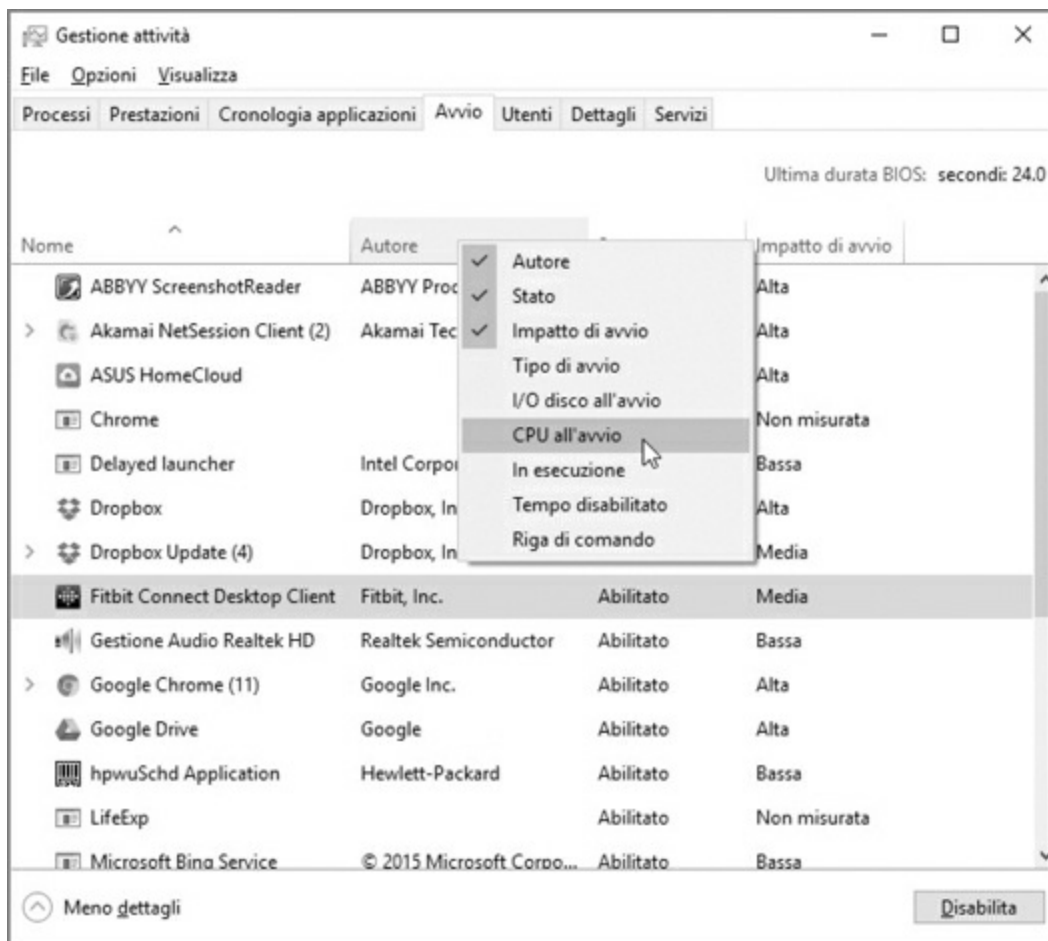 Gestione attività
File Opzioni Visualizza
Processi Prestazioni Cronologia applicazioni Avvio Utenti Dettagli Servizi
Ultima durata BIOS: secondi: 24.0
Nome Autore Impatto di avvio
ABBYY ScreenshotReader ABBYY Proc Alta
Akamai NetSession Client (2) Akamai Tec Alta
ASUS HomeCloud Alta
Chrome Non misurata
Delayed launcher Intel Corpo Bassa
Dropbox Dropbox, In Alta
Dropbox Update (4) Dropbox, In Media
Autore
Stato
Impatto di avvio
Tipo di avvio
I/O disco all'avvio
CPU all'avvio
In esecuzione
Tempo disabilitato
Riga di comando
Fitbit Connect Desktop Client Fitbit, Inc. Abilitato Media
Gestione Audio Realtek HD Realtek Semiconductor Abilitato Bassa
Google Chrome (11) Google Inc. Abilitato Alta
Google Drive Google Abilitato Alta
hpwuSchd Application Hewlett-Packard Abilitato Bassa
LifeExp Abilitato Non misurata
Microsoft Bing Service © 2015 Microsoft Corpo... Abilitato Bassa
Meno dettagli Disabilita